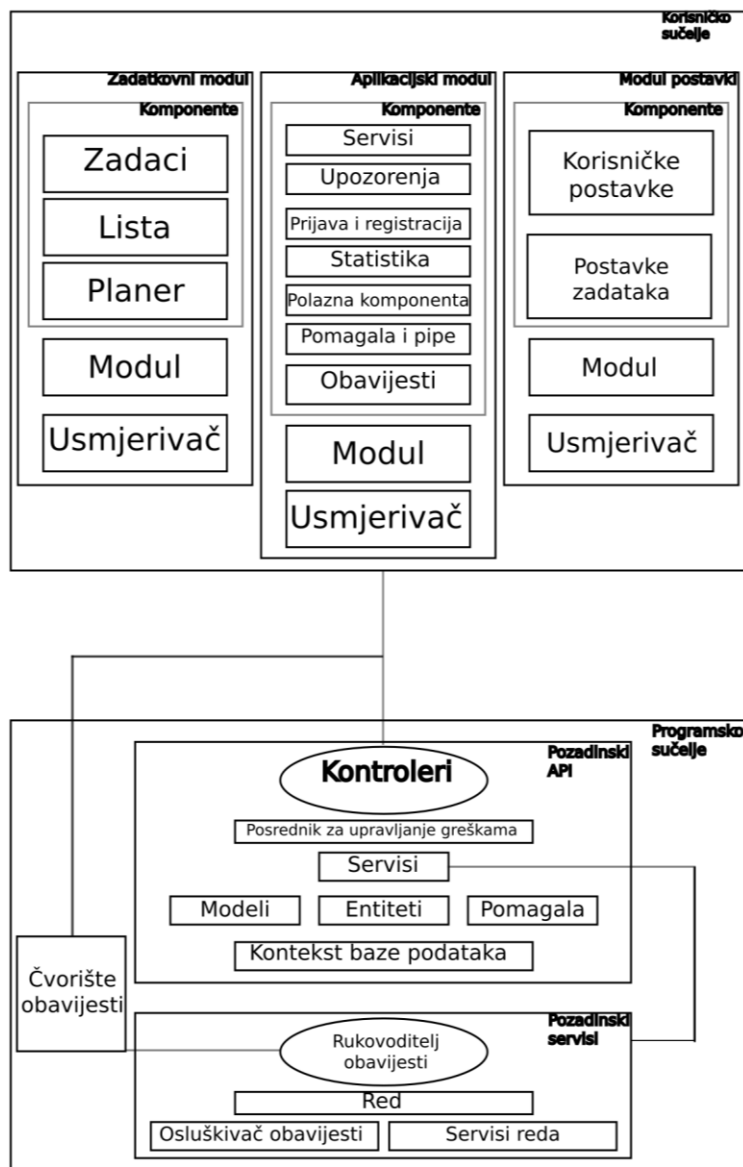 Korisničko
sučelje
Zadatkovni modul
Komponente
Zadaci
Lista
Planer
Modul
Usmjerivač
Aplikacijski modul
Komponente
Servisi
Upozorenja
Prijava i registracija
Statistika
Polazna komponenta
Pomagala i pipe
Obavijesti
Modul
Usmjerivač
Modul postavki
Komponente
Korisničke
postavke
Postavke
zadataka
Modul
Usmjerivač
Programsko
sučelje
Pozadinski
API
Kontroleri
Posrednik za upravljanje greškama
Servisi
Modeli
Entiteti
Pomagala
Kontekst baze podataka
Čvorište
obavijesti
Pozadinski
servisi
Rukovoditelj
obavijesti
Red
Osluškivač obavijesti
Servisi reda